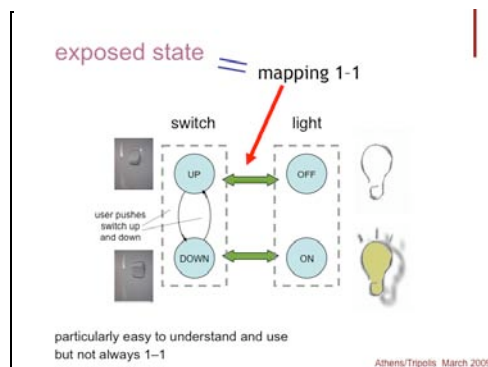 exposed state
mapping 1-1
switch
light
UP
OFF
user pushes
switch up
and down
DOWN
ON
particularly easy to understand and use
but not always 1–1
Athens/Tripolis March 2009